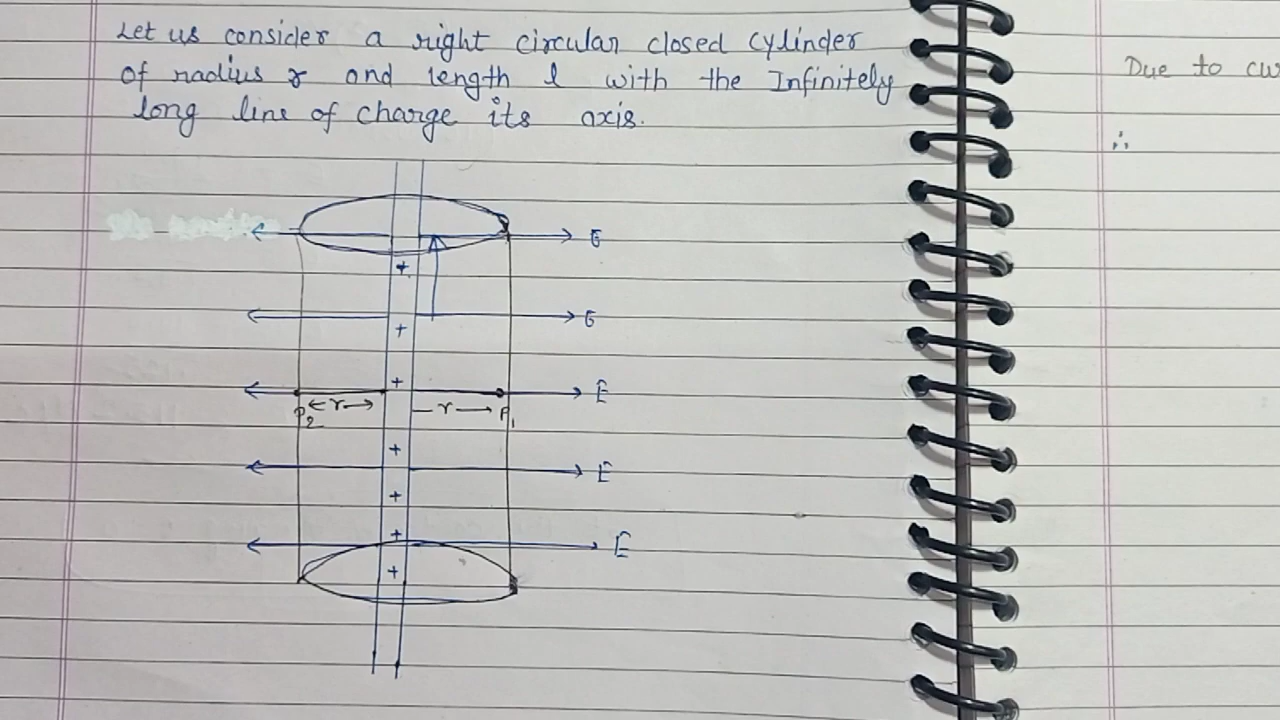 Let us consider a right circular closed cylinder
of radius r and length l with the Infinitely
long line of charge its axis.
Due to cu
∴
E
+
E
+
+
E
P₂ ←r→
r→ P₁
+
E
+
+
E
+